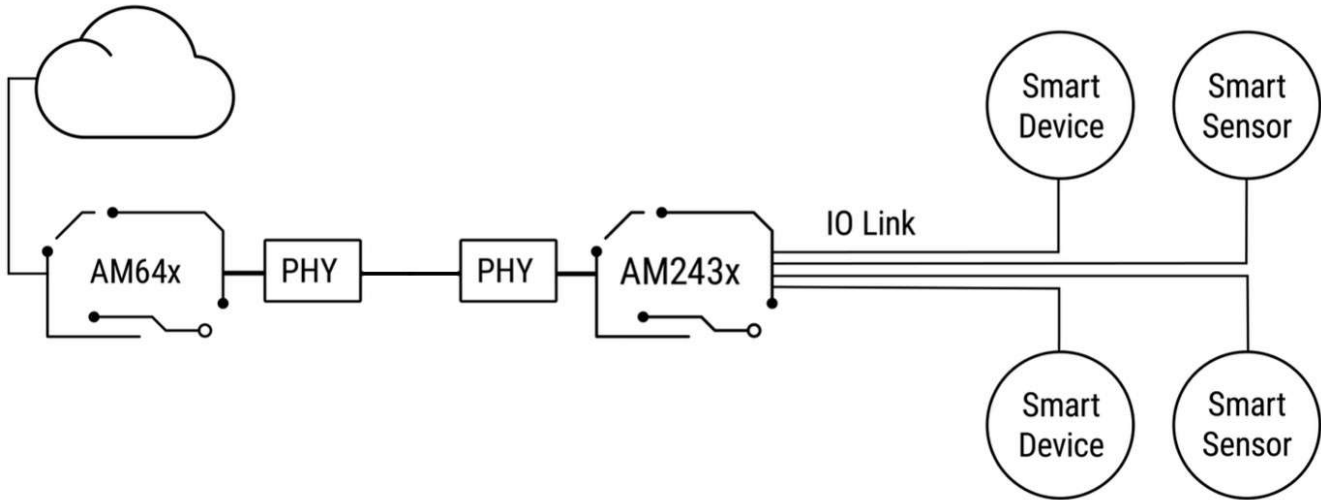 Smart
Device
Smart
Sensor
IO Link
AM64x
PHY
PHY
AM243x
Smart
Device
Smart
Sensor